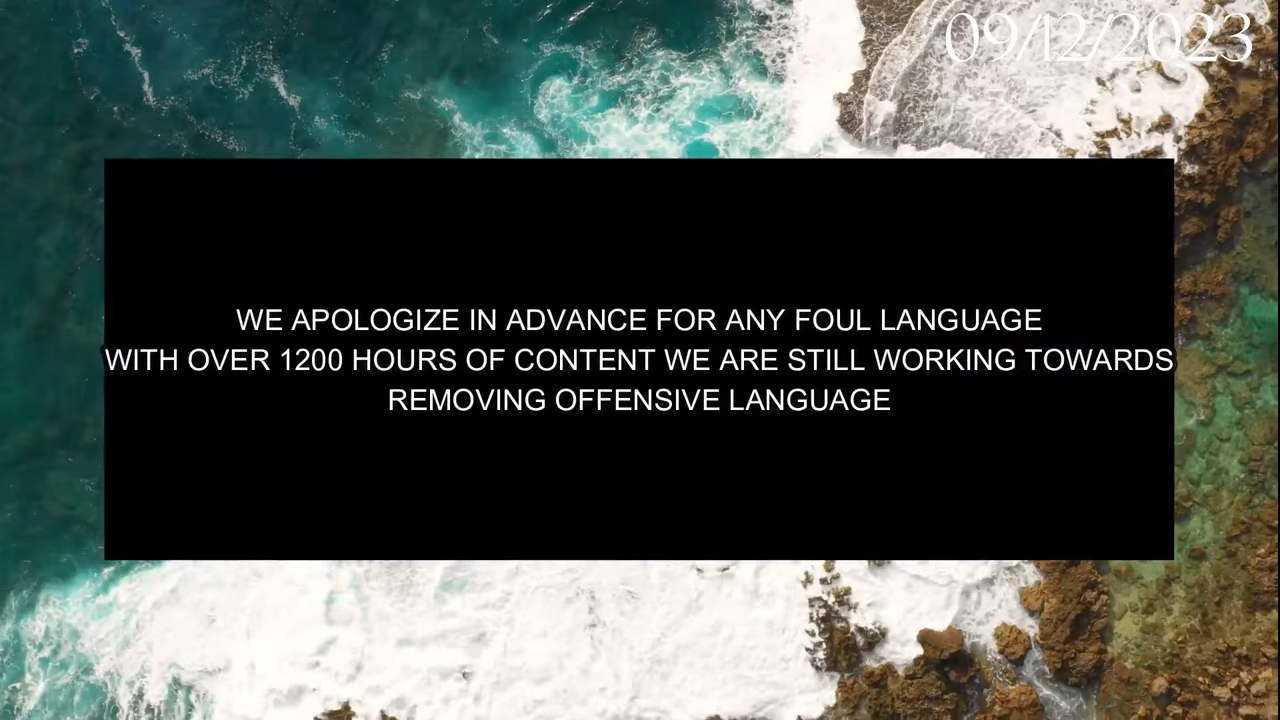 09/12/2023
WE APOLOGIZE IN ADVANCE FOR ANY FOUL LANGUAGE
WITH OVER 1200 HOURS OF CONTENT WE ARE STILL WORKING TOWARDS
REMOVING OFFENSIVE LANGUAGE